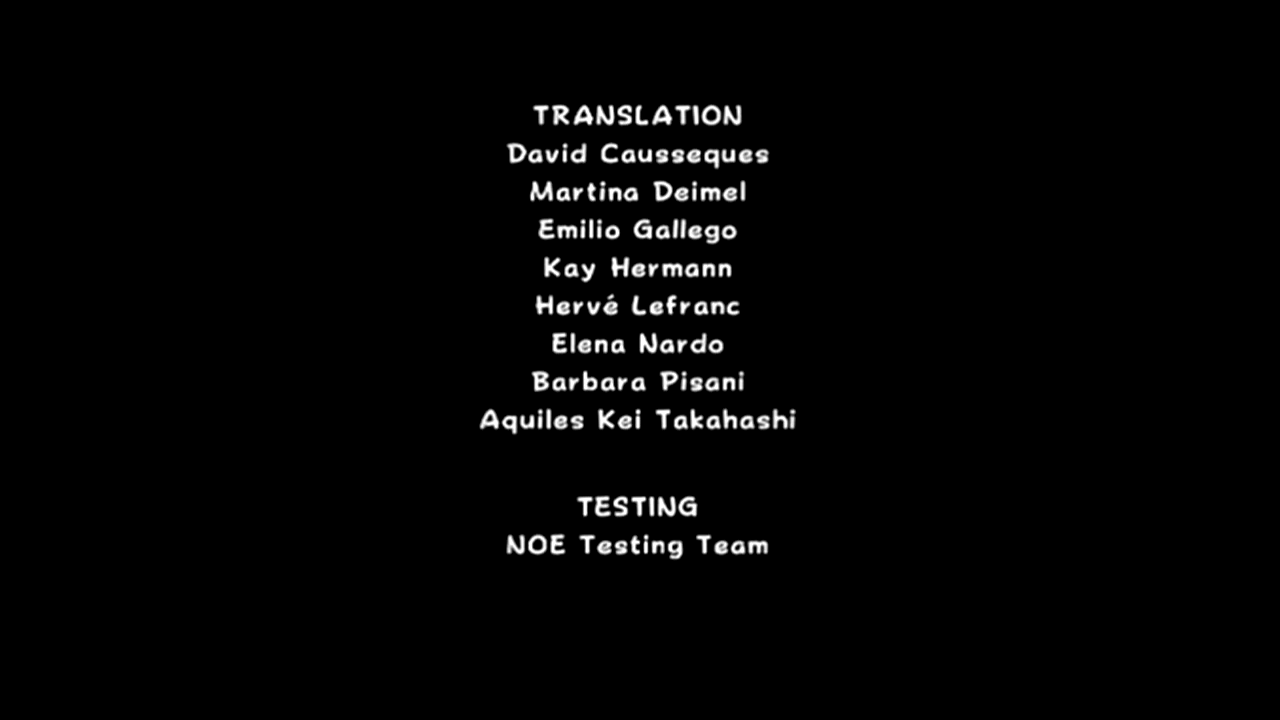 TRANSLATION
David Causseques
Martina Deimel
Emilio Gallego
Kay Hermann
Hervé Lefranc
Elena Nardo
Barbara Pisani
Aquiles Kei Takahashi
TESTING
NOE Testing Team